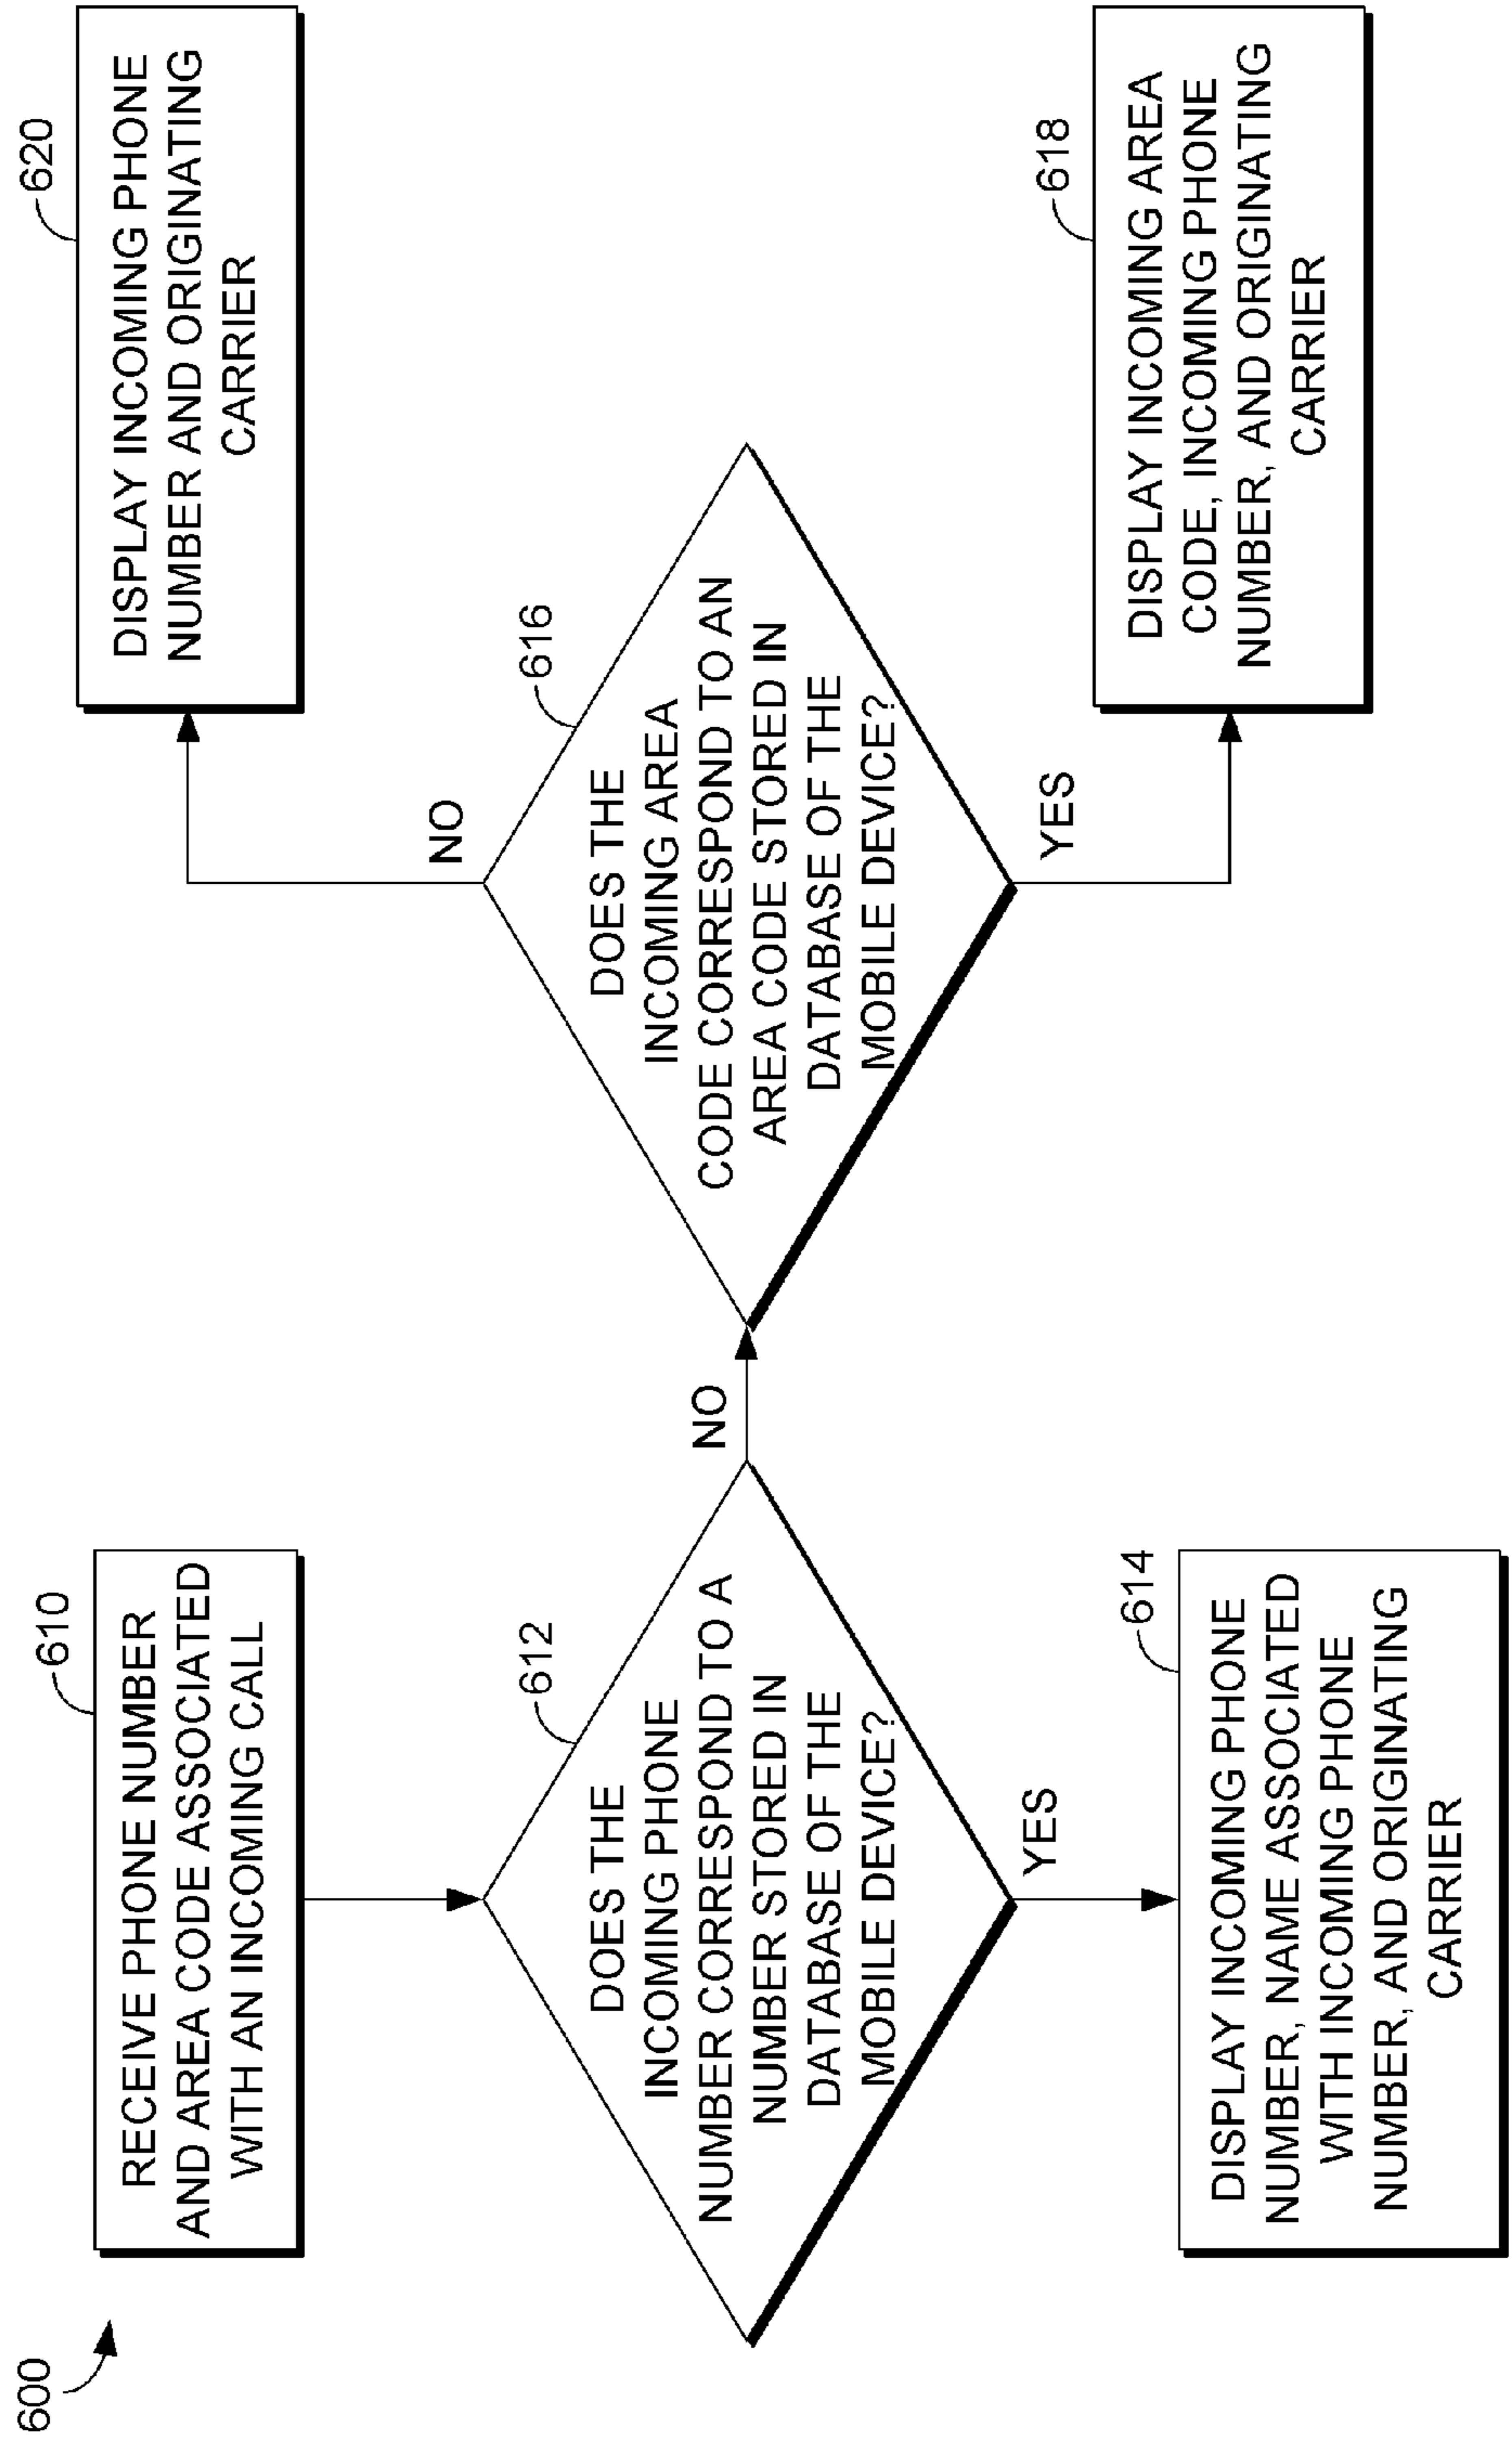 600
610
RECEIVE PHONE NUMBER
AND AREA CODE ASSOCIATED
WITH AN INCOMING CALL
612
DOES THE
INCOMING PHONE
NUMBER CORRESPOND TO A
NUMBER STORED IN
DATABASE OF THE
MOBILE DEVICE?
YES
614
DISPLAY INCOMING PHONE
NUMBER, NAME ASSOCIATED
WITH INCOMING PHONE
NUMBER, AND ORIGINATING
CARRIER
NO
616
DOES THE
INCOMING AREA
CODE CORRESPOND TO AN
AREA CODE STORED IN
DATABASE OF THE
MOBILE DEVICE?
NO
620
DISPLAY INCOMING PHONE
NUMBER AND ORIGINATING
CARRIER
YES
618
DISPLAY INCOMING AREA
CODE, INCOMING PHONE
NUMBER, AND ORIGINATING
CARRIER